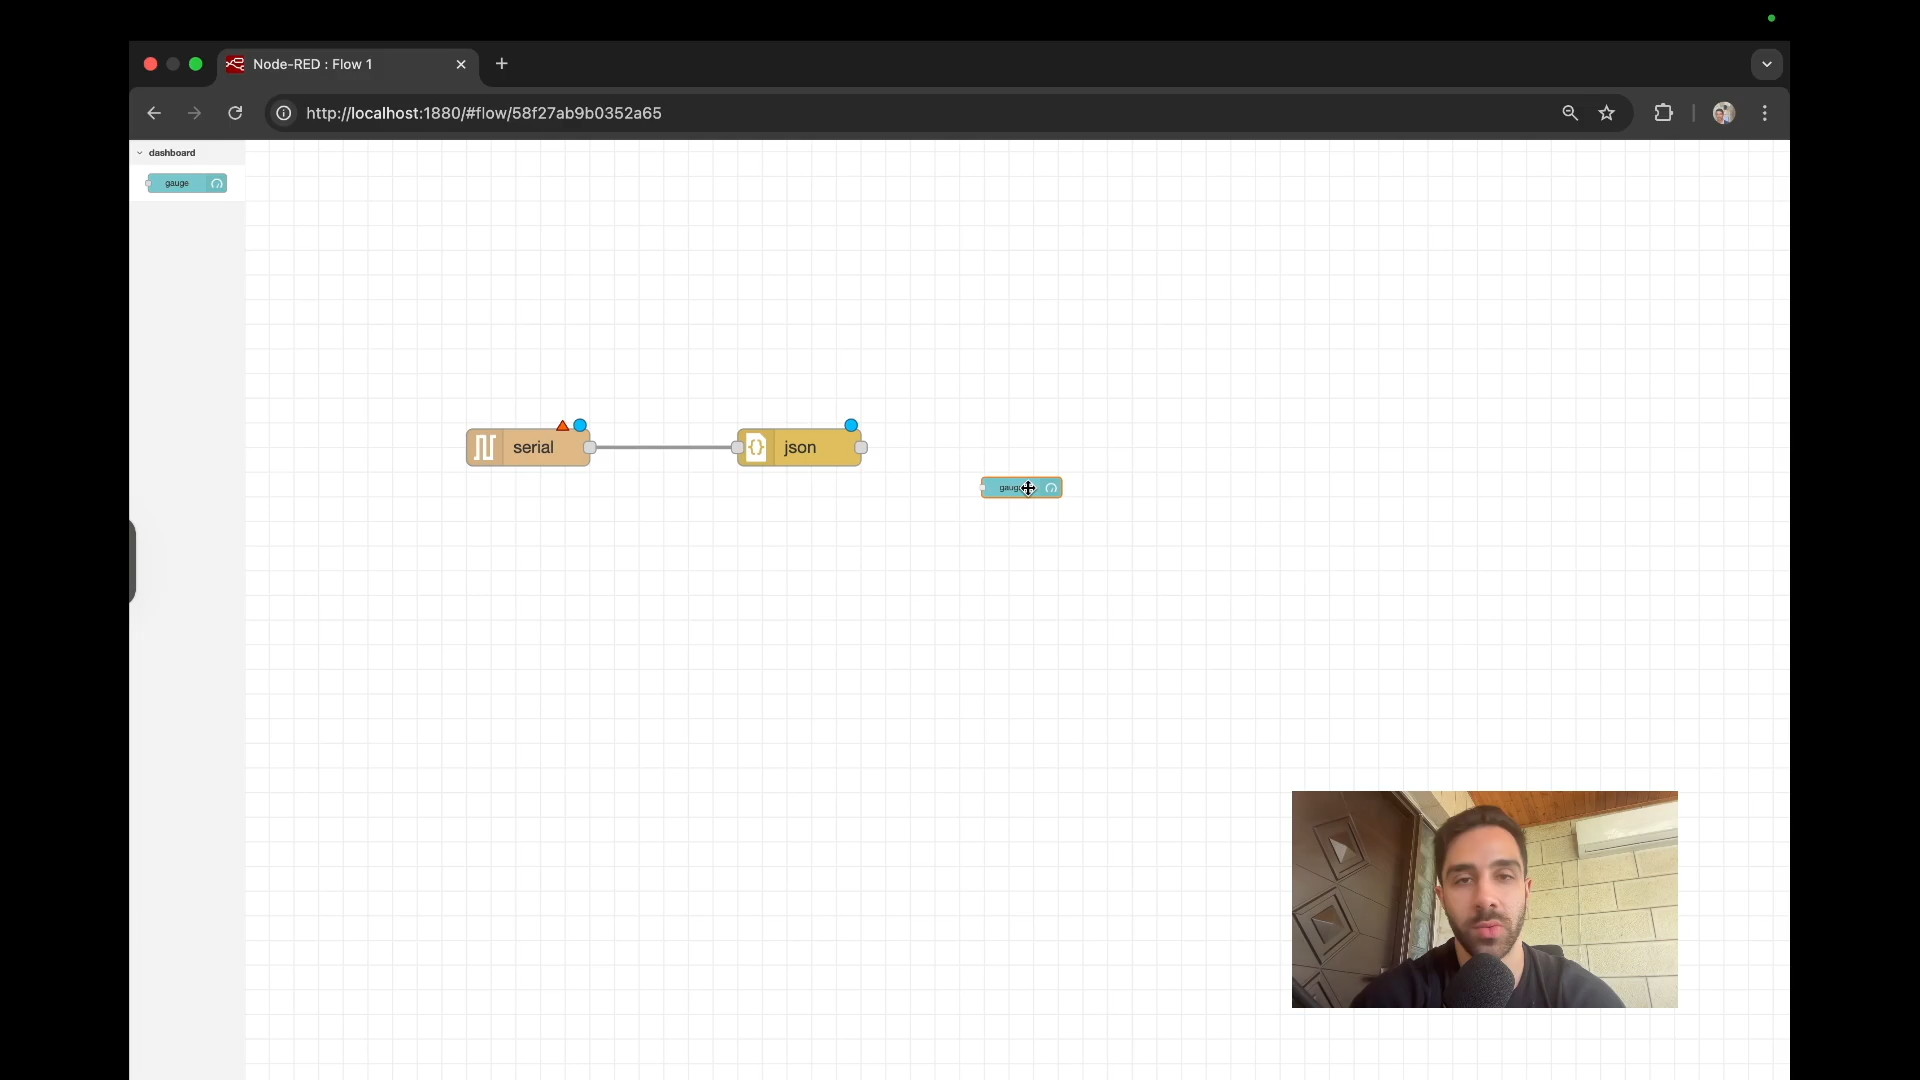 Node-RED : Flow 1
http://localhost:1880/#flow/58f27ab9b0352a65
dashboard
gauge
serial
json